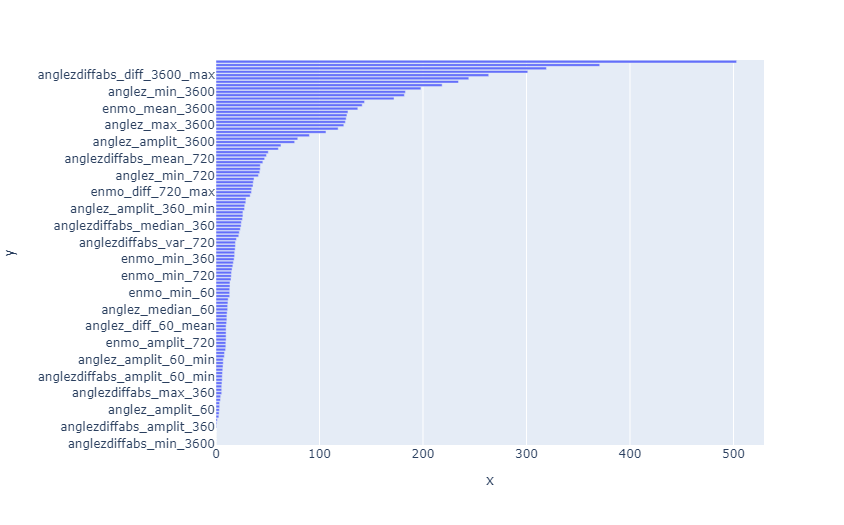 anglezdiffabs_diff_3600_max
anglez_min_3600
enmo_mean_3600
anglez_max_3600
anglez_amplit_3600
anglezdiffabs_mean_720
anglez_min_720
enmo_diff_720_max
anglez_amplit_360_min
anglezdiffabs_median_360
anglezdiffabs_var_720
enmo_min_360
enmo_min_720
enmo_min_60
anglez_median_60
anglez_diff_60_mean
enmo_amplit_720
anglez_amplit_60_min
anglezdiffabs_amplit_60_min
anglezdiffabs_max_360
anglez_amplit_60
anglezdiffabs_amplit_360
anglezdiffabs_min_3600
y
0 100 200 300 400 500
x